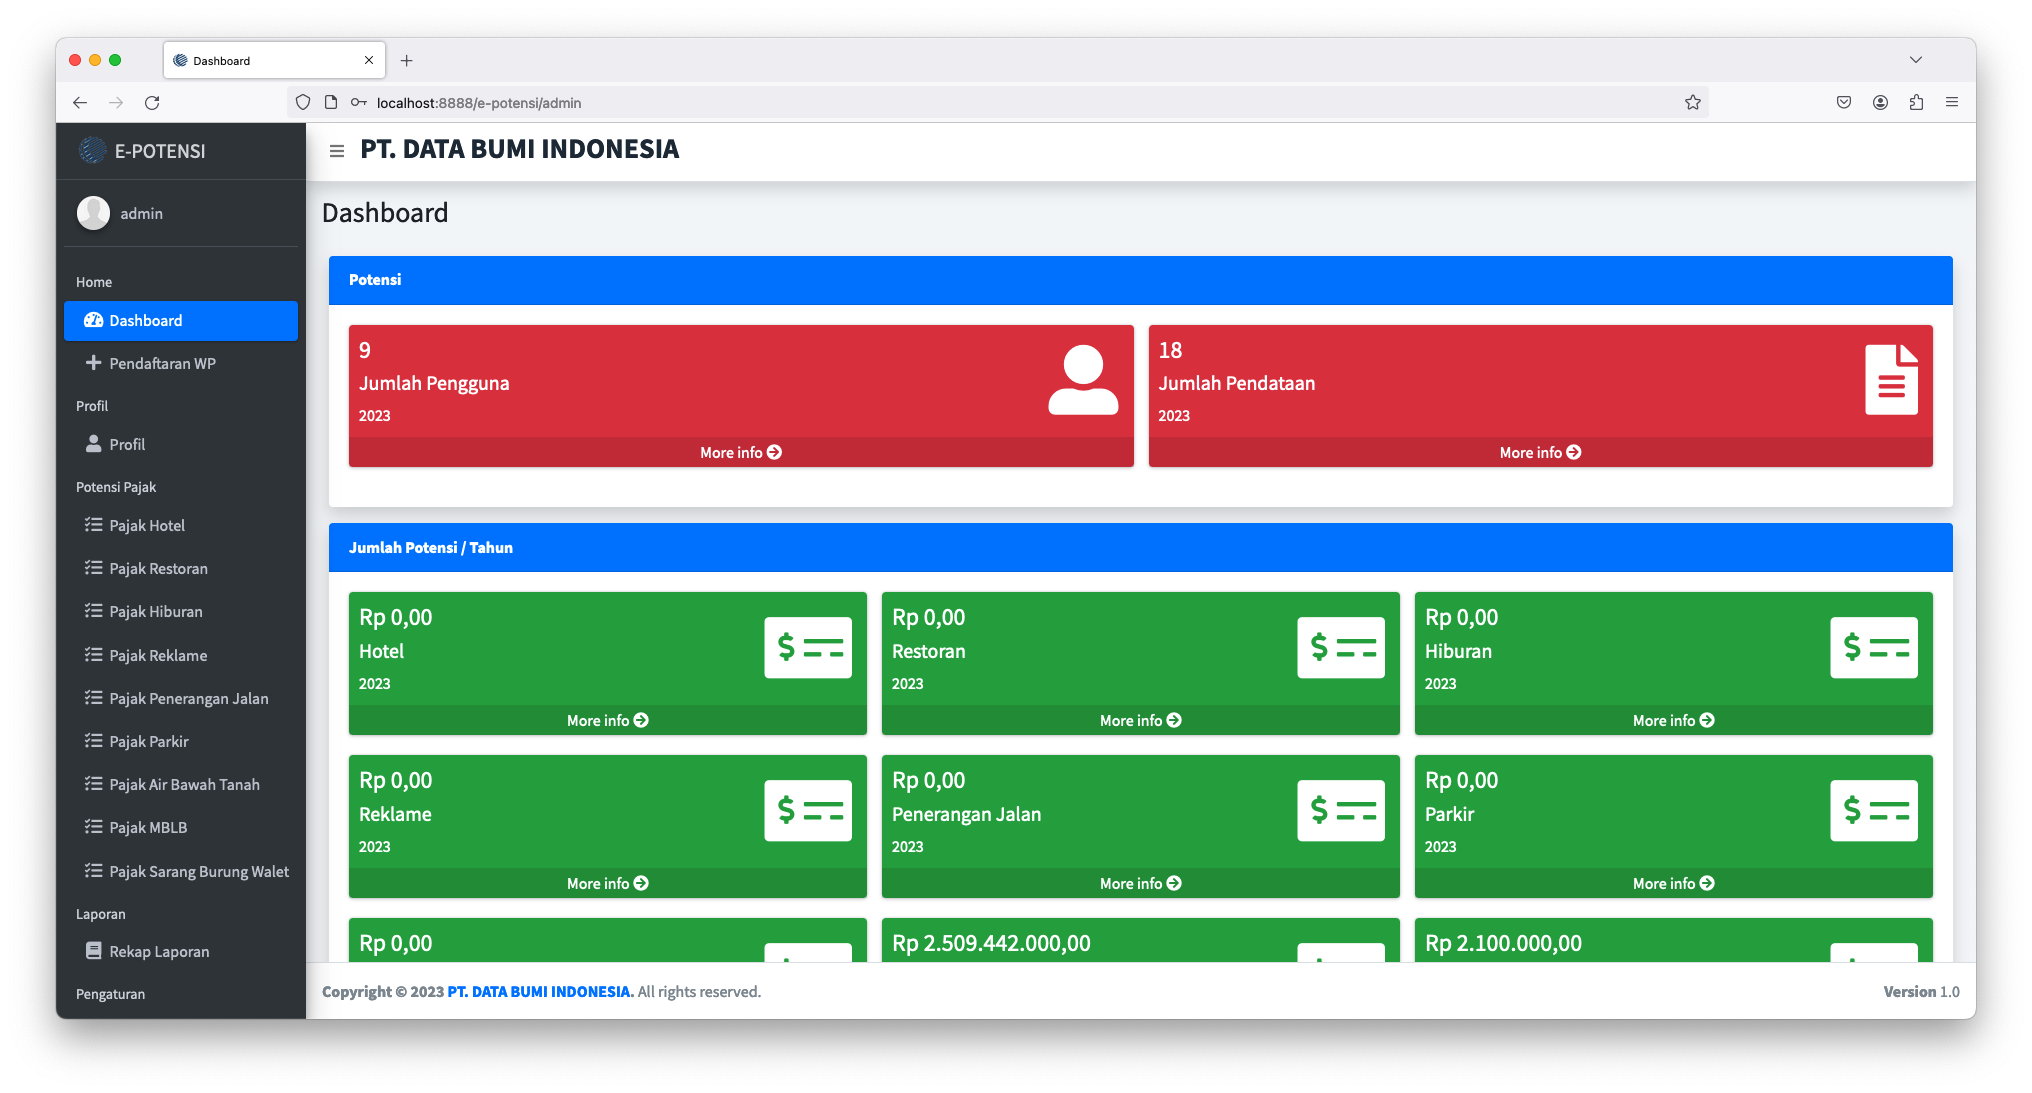 Dashboard
localhost:8888/e-potensi/admin
E-POTENSI
PT. DATA BUMI INDONESIA
admin
Home
Dashboard
Pendaftaran WP
Profil
Profil
Potensi Pajak
Pajak Hotel
Pajak Restoran
Pajak Hiburan
Pajak Reklame
Pajak Penerangan Jalan
Pajak Parkir
Pajak Air Bawah Tanah
Pajak MBLB
Pajak Sarang Burung Walet
Laporan
Rekap Laporan
Pengaturan
Dashboard
Potensi
9
Jumlah Pengguna
2023
More info
18
Jumlah Pendataan
2023
More info
Jumlah Potensi / Tahun
Rp 0,00
Hotel
2023
More info
Rp 0,00
Restoran
2023
More info
Rp 0,00
Hiburan
2023
More info
Rp 0,00
Reklame
2023
More info
Rp 0,00
Penerangan Jalan
2023
More info
Rp 0,00
Parkir
2023
More info
Rp 0,00
Rp 2.509.442.000,00
Rp 2.100.000,00
Copyright © 2023 PT. DATA BUMI INDONESIA. All rights reserved.
Version 1.0